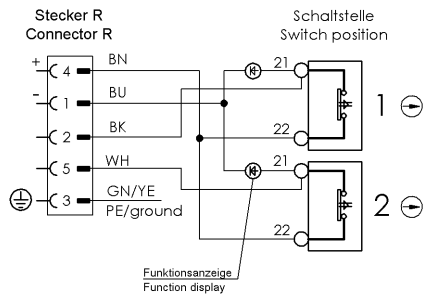 Stecker R
Connector R
Schaltstelle
Switch position
+ 4 BN 21
- 1 BU
1
2 BK
22
5 WH 21
3 GN/YE
PE/ground
2
22
Funktionsanzeige
Function display